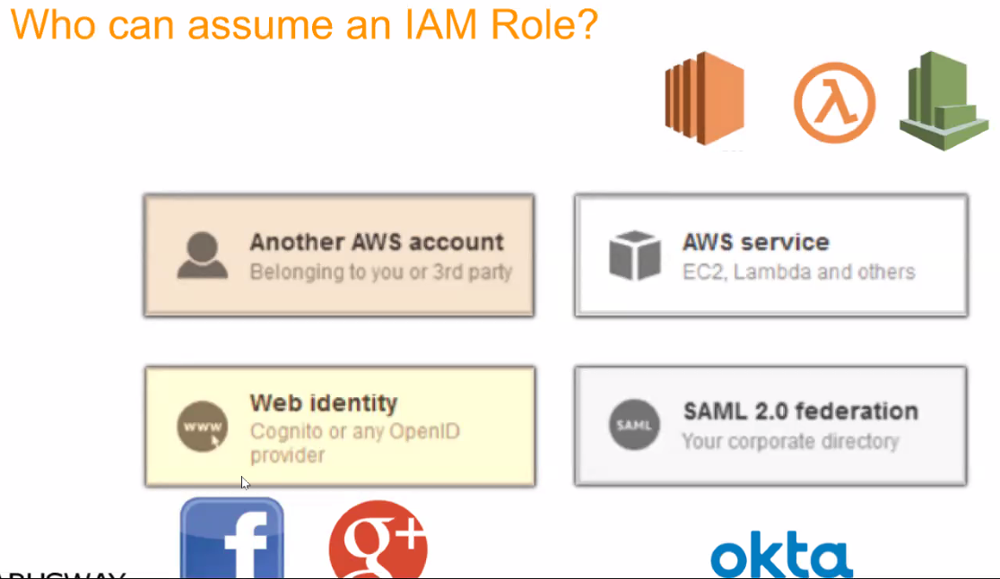 Who can assume an IAM Role?
Another AWS account
Belonging to you or 3rd party
AWS service
EC2, Lambda and others
www
Web identity
Cognito or any OpenID
provider
SAML
SAML 2.0 federation
Your corporate directory
f
g+
okta